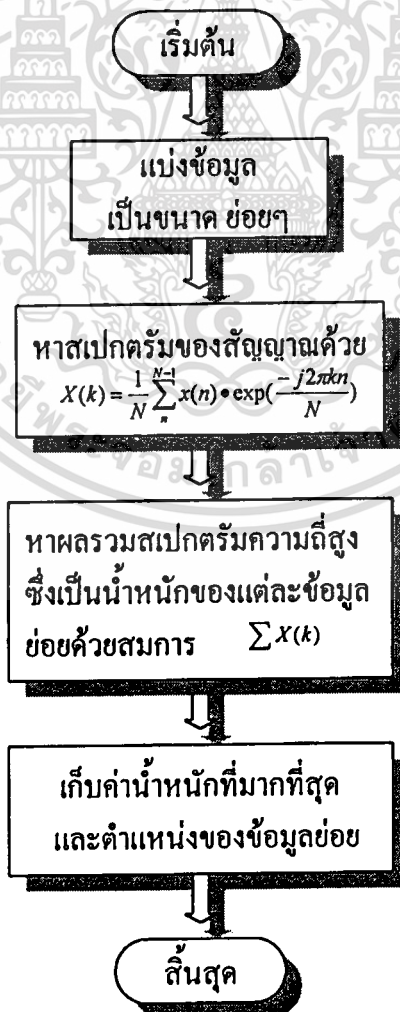 เริ่มต้น
แบ่งข้อมูล
เป็นขนาด ย่อยๆ
หาสเปกตรัมของสัญญาณด้วย
X(k) = \frac{1}{N} \sum_{n}^{N-1} x(n) • exp(\frac{-j2πkn}{N})
หาผลรวมสเปกตรัมความถี่สูง
ซึ่งเป็นน้ำหนักของแต่ละข้อมูล
ย่อยด้วยสมการ ∑ X(k)
เก็บค่าน้ำหนักที่มากที่สุด
และตำแหน่งของข้อมูลย่อย
สิ้นสุด